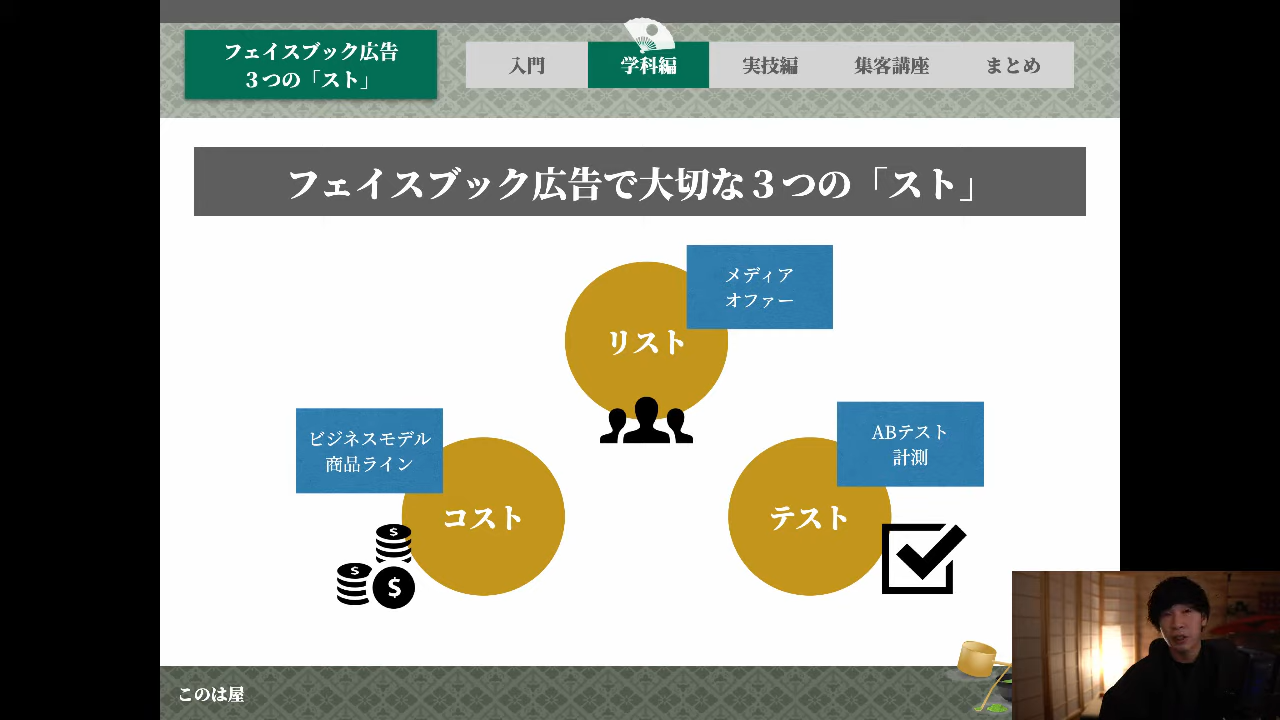 フェイスブック広告
３つの「スト」
入門
学科編
実技編
集客講座
まとめ
フェイスブック広告で大切な３つの「スト」
メディア
オファー
リスト
ビジネスモデル
商品ライン
コスト
ABテスト
計測
テスト
$
$
$
このは屋